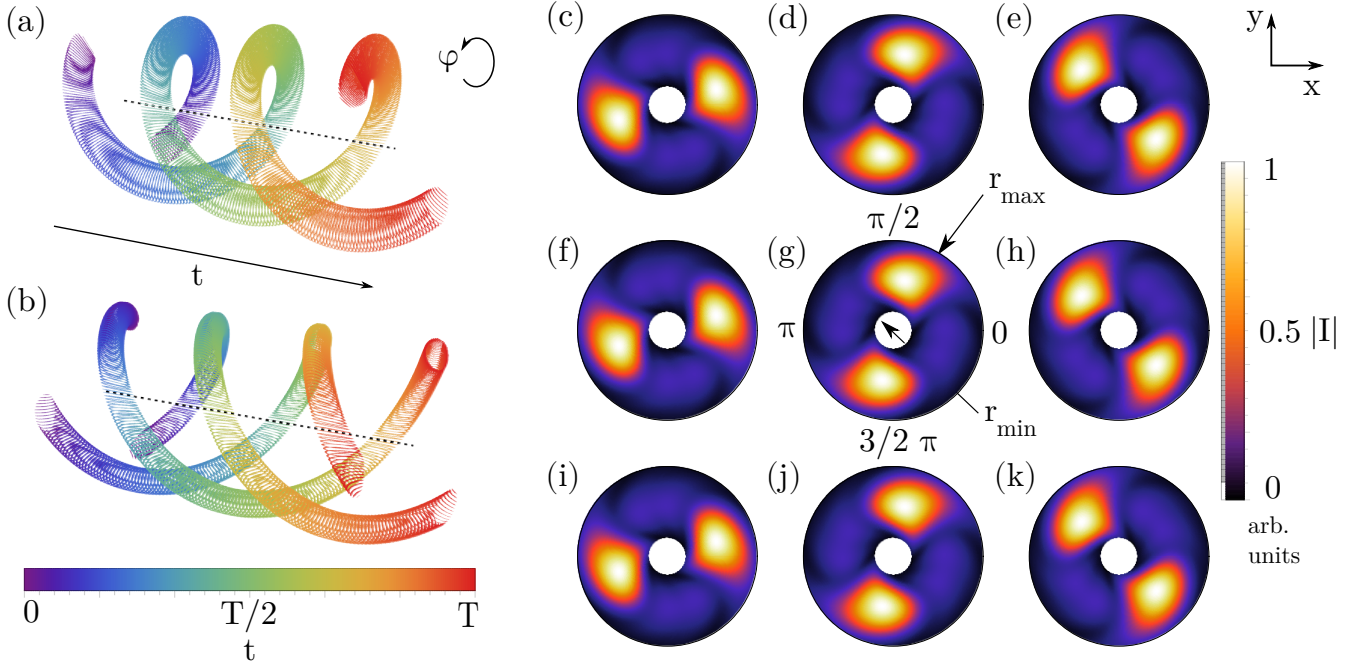 (a)
φ
t
(b)
0
T/2
T
t
(c)
(d)
(e)
y
x
r_max
π/2
(f)
(g)
(h)
π
0
r_min
3/2 π
(i)
(j)
(k)
1
0.5 |I|
0
arb.
units